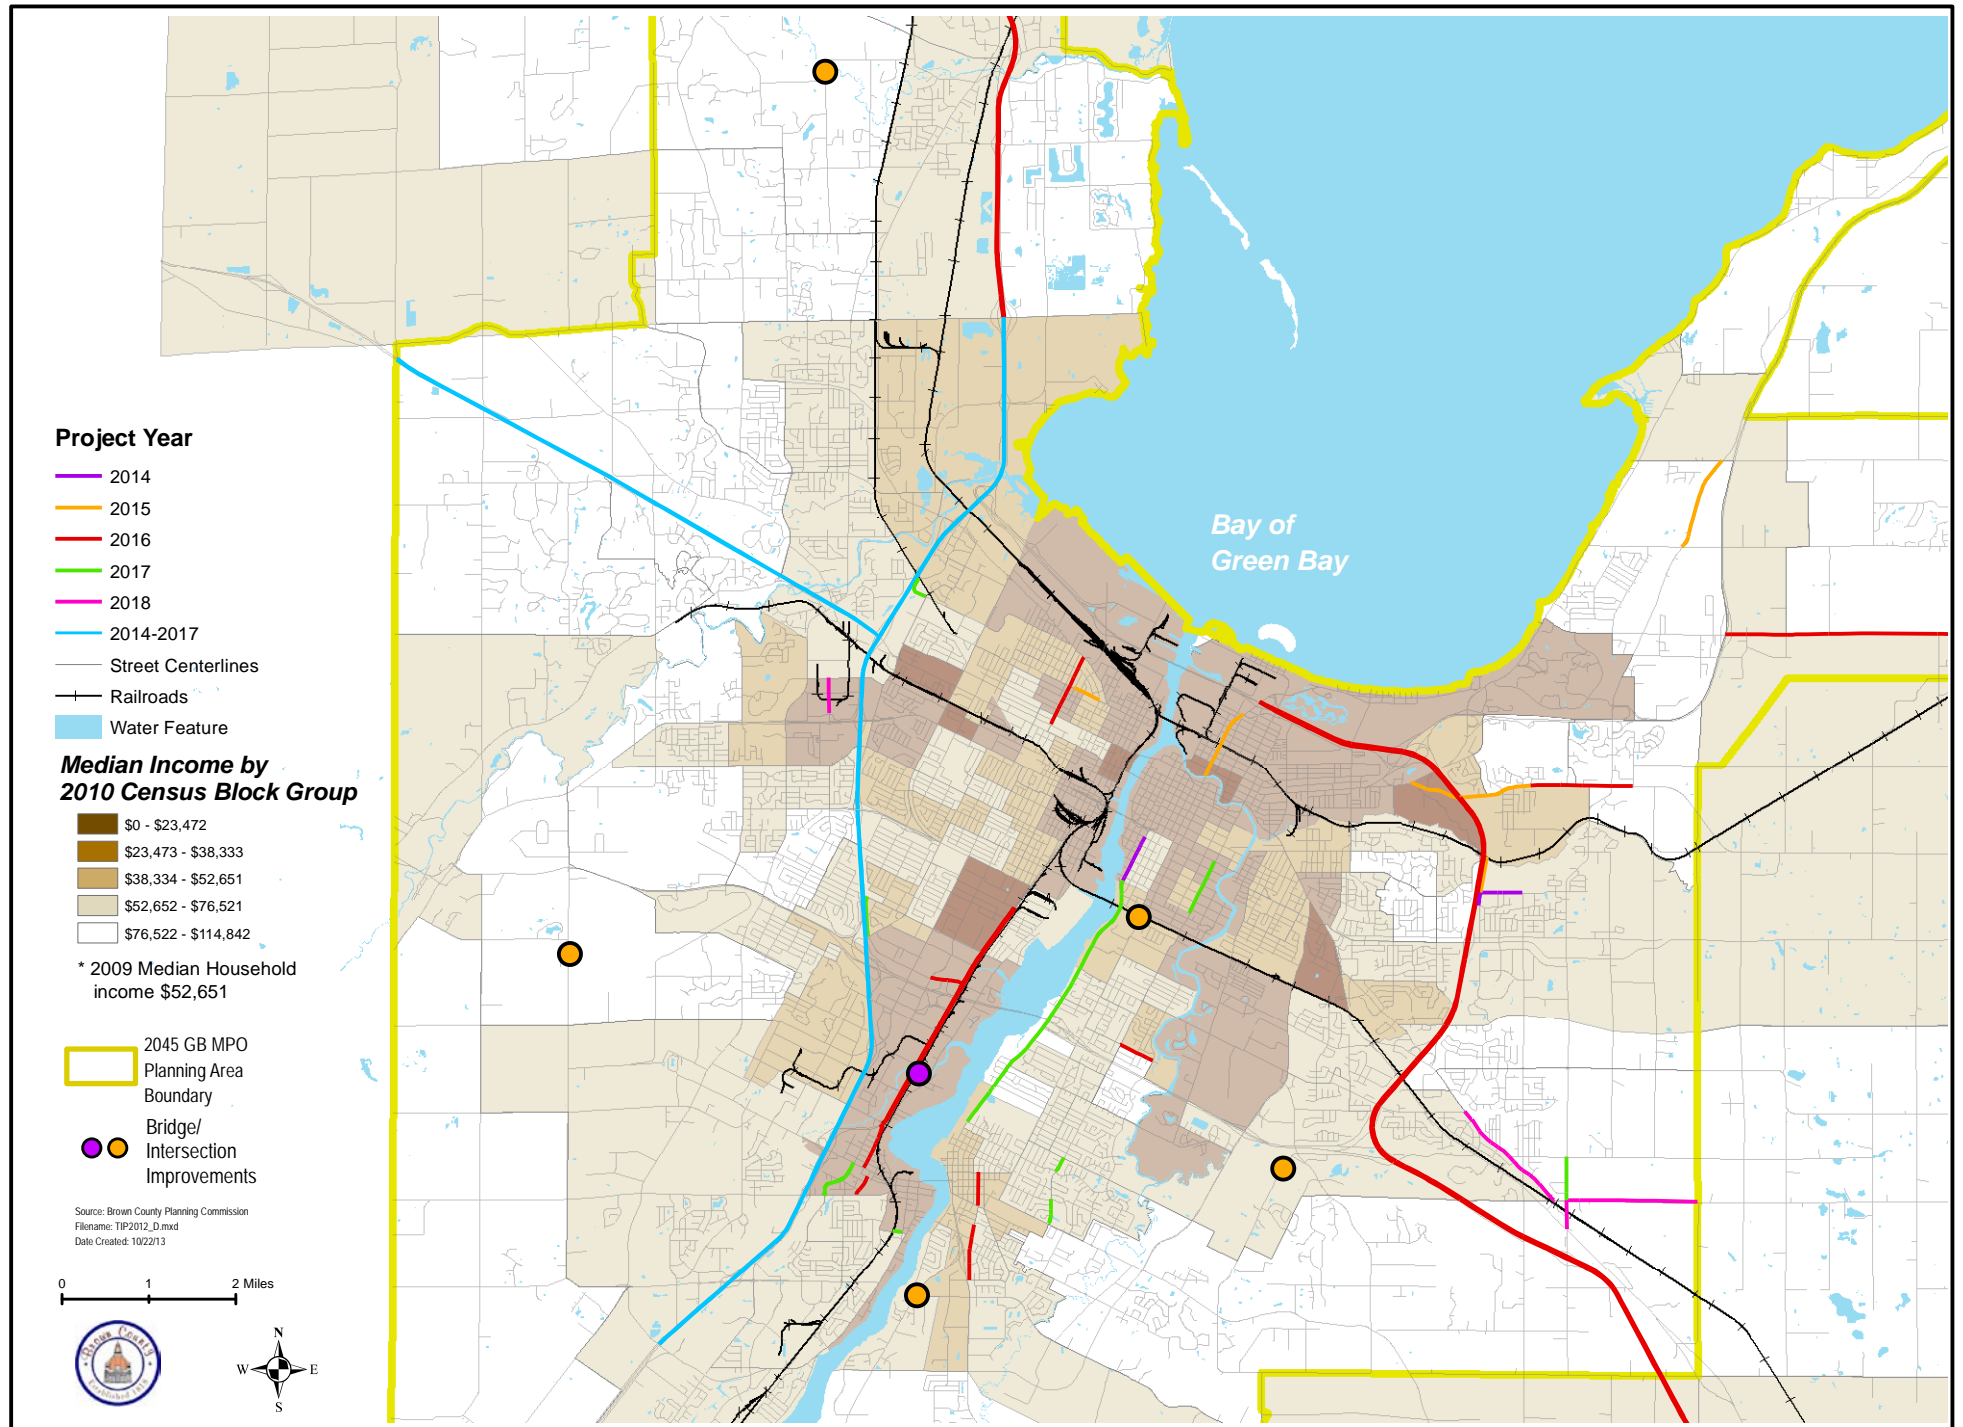 Bay of
Green Bay
Project Year
2014
2015
2016
2017
2018
2014-2017
Street Centerlines
Railroads
Water Feature
Median Income by
2010 Census Block Group
$0 - $23,472
$23,473 - $38,333
$38,334 - $52,651
$52,652 - $76,521
$76,522 - $114,842
* 2009 Median Household
income $52,651
2045 GB MPO
Planning Area
Boundary
Bridge/
Intersection
Improvements
Source: Brown County Planning Commission
Filename: TIP2012_D.mxd
Date Created: 10/22/13
0 1 2 Miles
Brown County
Established 1818
N
W E
S